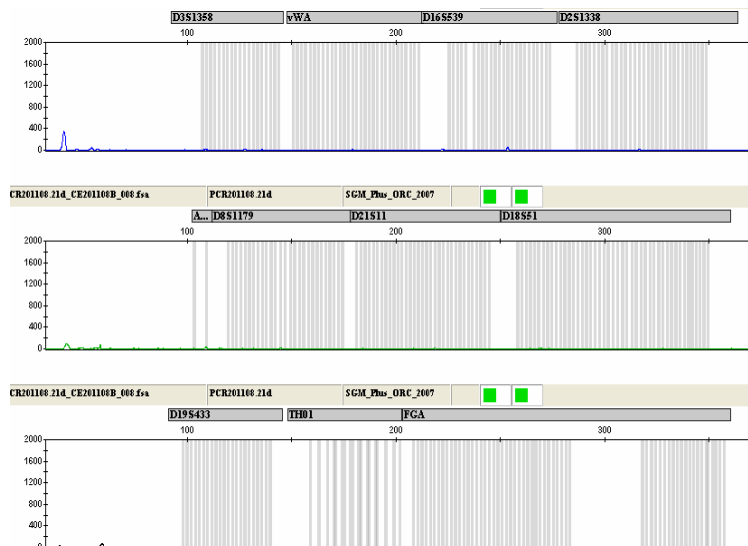 D3S1358 vWA D16S539 D2S1338
100 200 300
2000
1600
1200
800
400
0
CR201108.21d_CE201108B_008.fsa PCR201108.21d SGM_Plus_ORC_2007
A... D8S1179 D21S11 D18S51
100 200 300
2000
1600
1200
800
400
0
CR201108.21d_CE201108B_008.fsa PCR201108.21d SGM_Plus_ORC_2007
D19S433 TH01 FGA
100 200 300
2000
1600
1200
800
400
0